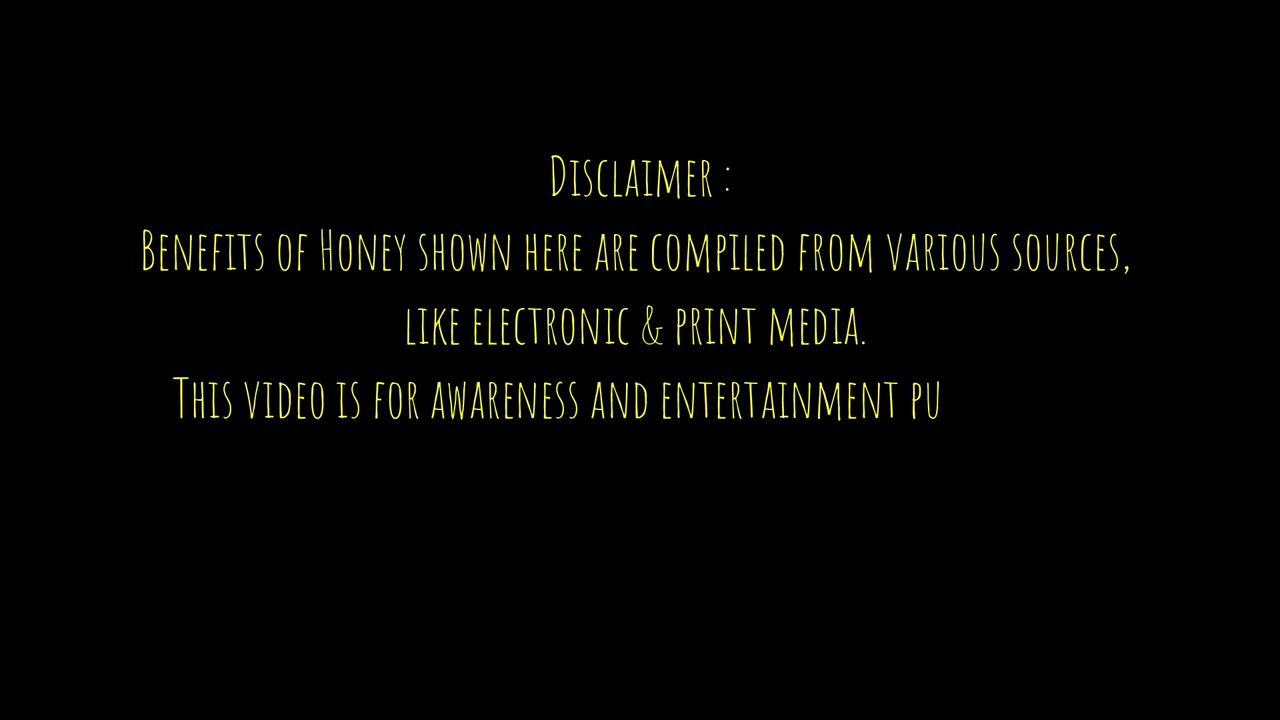 Disclaimer :
Benefits of Honey shown here are compiled from various sources,
like electronic & print media.
This video is for awareness and entertainment pu